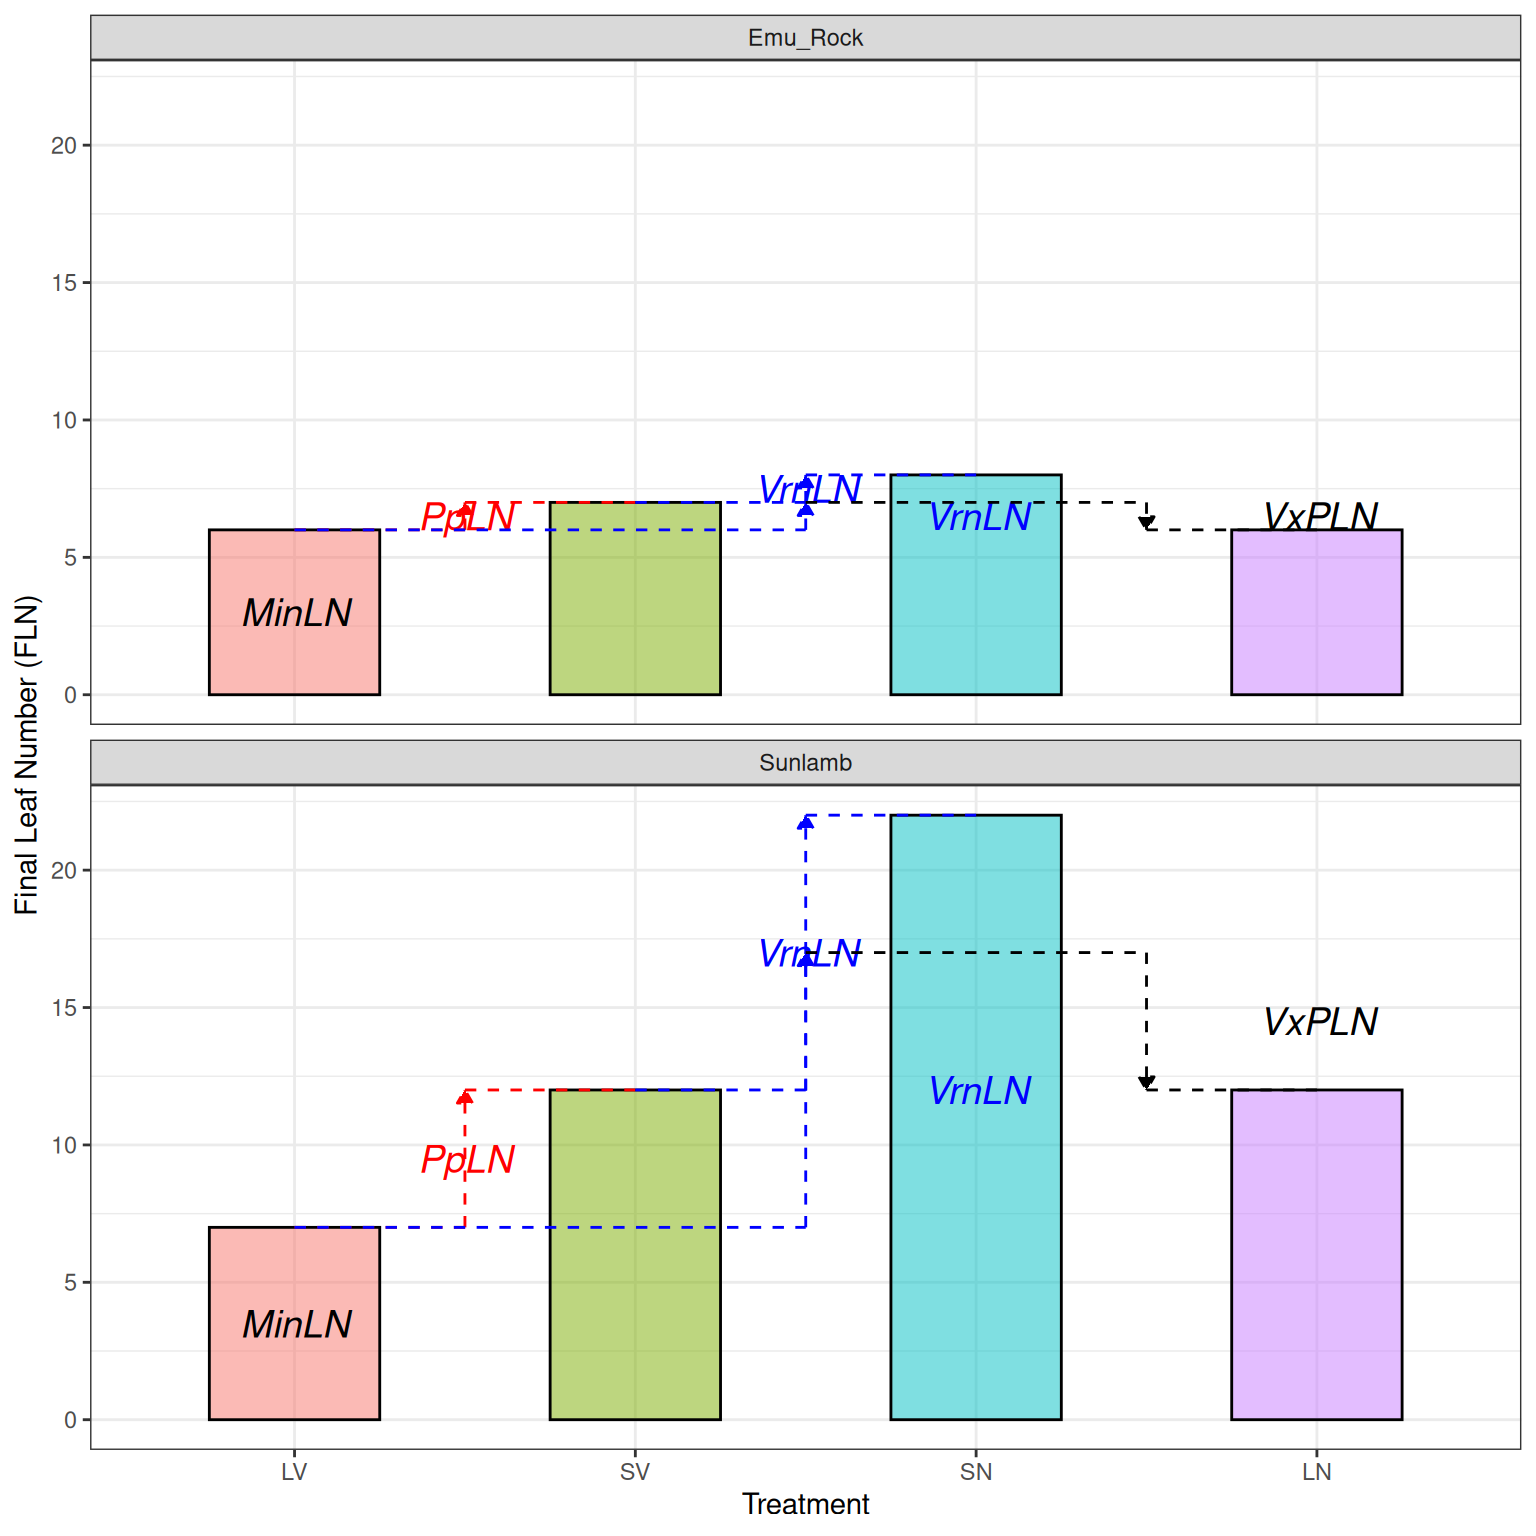 Emu_Rock
20
15
10
5
0
PpLN
VrnLN
VrnLN
VxPLN
MinLN
Final Leaf Number (FLN)
Sunlamb
20
15
10
5
0
VrnLN
VxPLN
VrnLN
PpLN
MinLN
LV SV SN LN
Treatment